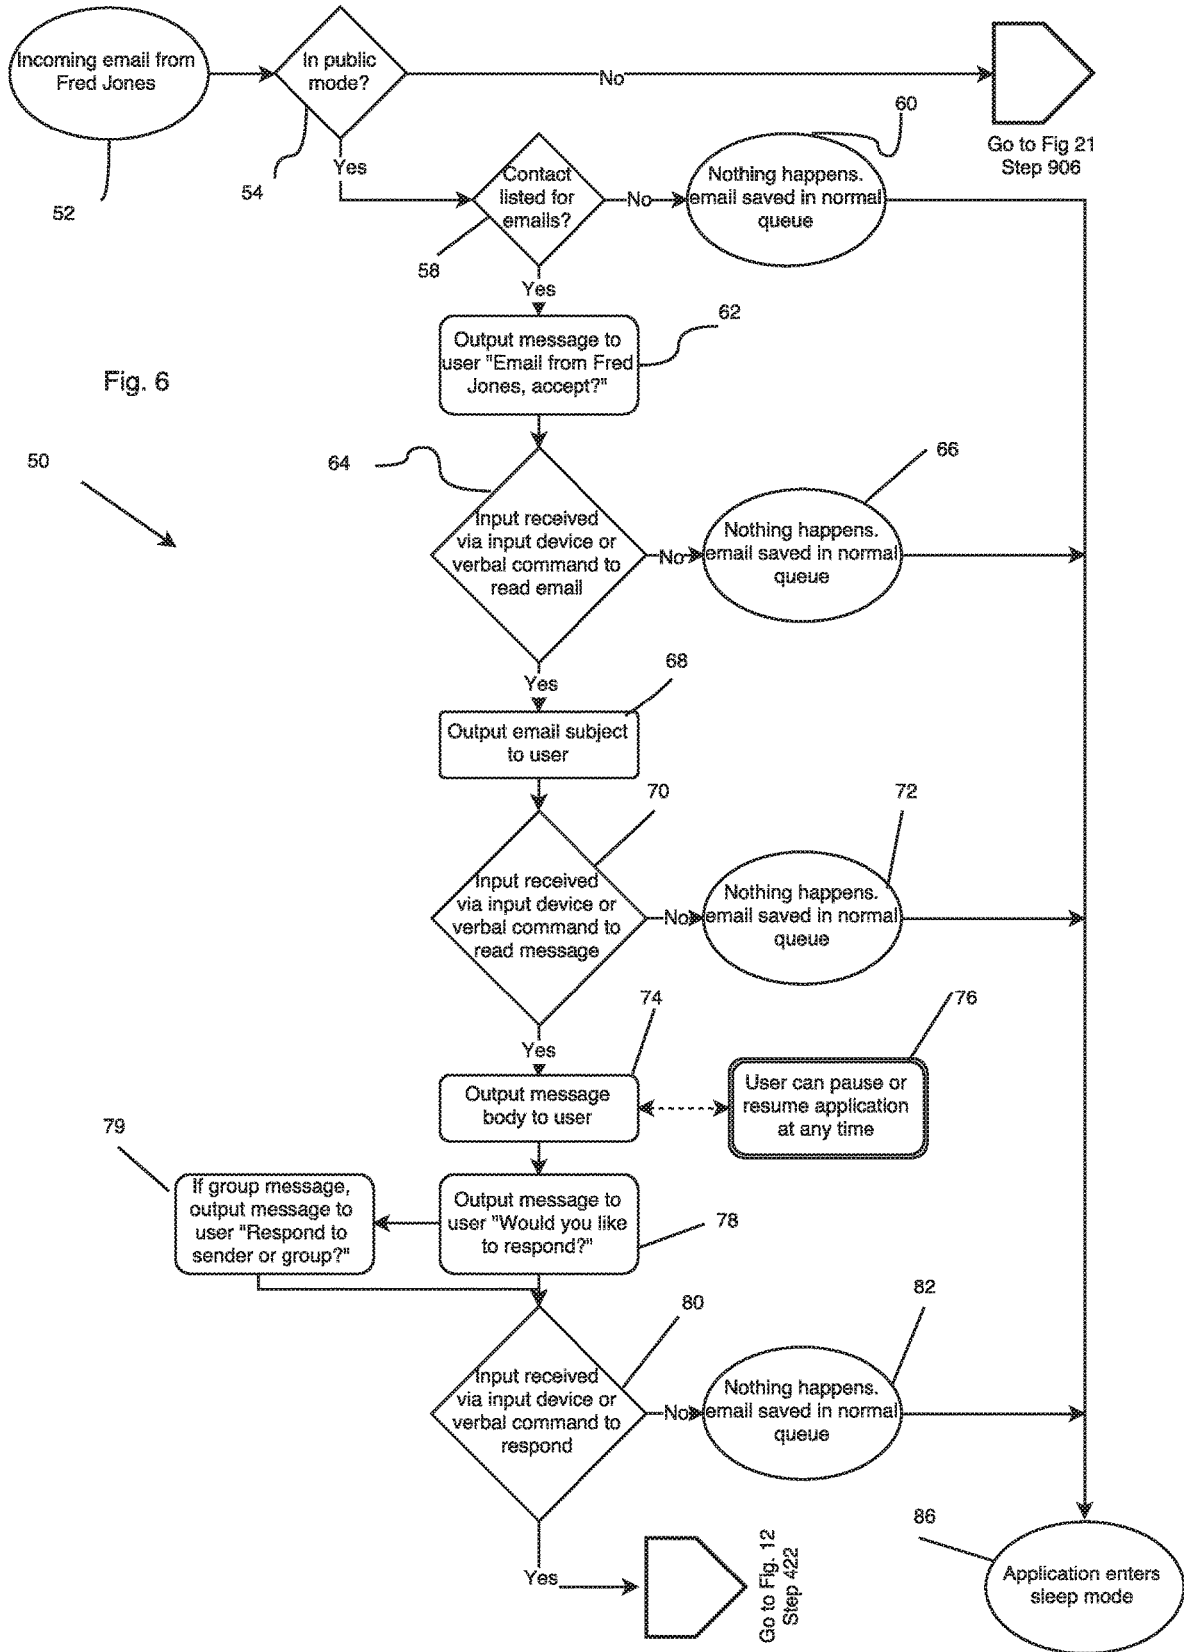 Incoming email from
Fred Jones
In public
mode?
No
Go to Fig 21
Step 906
52
54
Yes
Contact
listed for
emails?
58
No
60
Nothing happens.
email saved in normal
queue
Yes
Output message to
user "Email from Fred
Jones, accept?"
62
Fig. 6
50
64
Input received
via input device or
verbal command to
read email
No
66
Nothing happens.
email saved in normal
queue
Yes
68
Output email subject
to user
70
Input received
via input device or
verbal command to
read message
No
72
Nothing happens.
email saved in normal
queue
Yes
74
Output message
body to user
76
User can pause or
resume application
at any time
79
If group message,
output message to
user "Respond to
sender or group?"
Output message to
user "Would you like
to respond?"
78
80
Input received
via input device or
verbal command to
respond
No
82
Nothing happens.
email saved in normal
queue
Yes
Go to Fig. 12
Step 422
86
Application enters
sleep mode